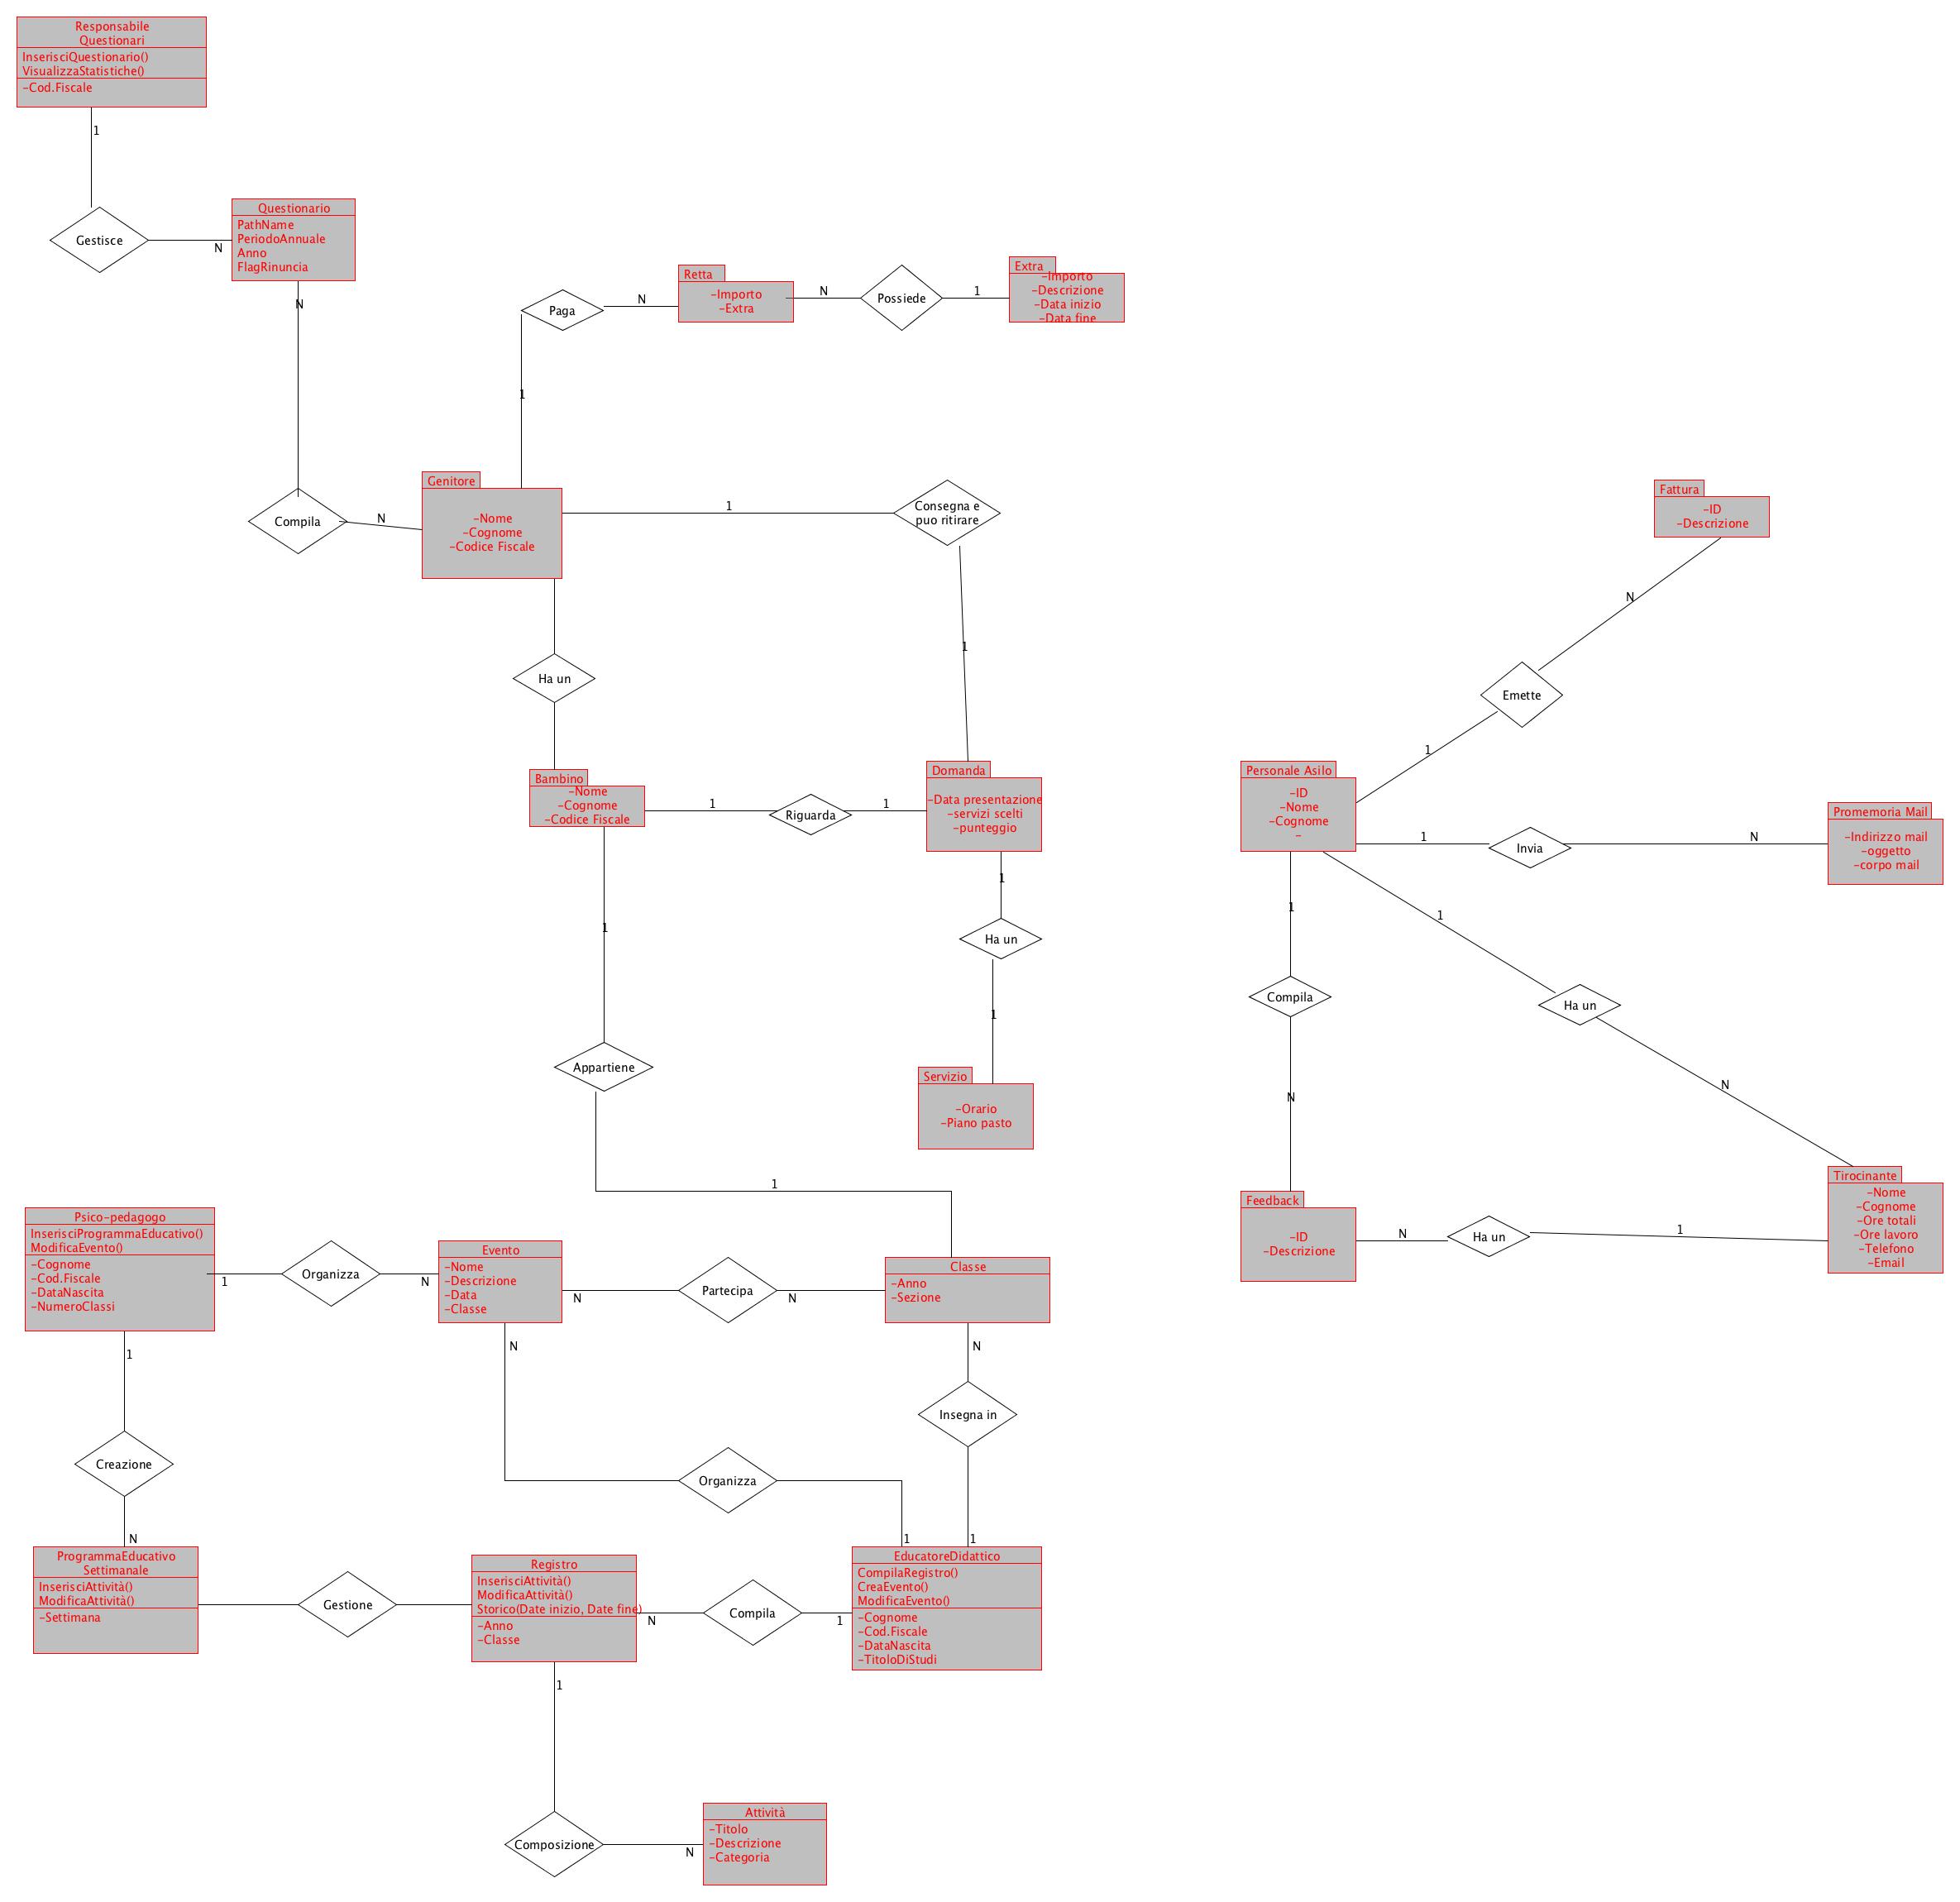 Responsabile
Questionari
InserisciQuestionario()
VisualizzaStatistiche()
-Cod.Fiscale
1
Gestisce
N
Questionario
PathName
PeriodoAnnuale
Anno
FlagRinuncia
N
Compila
N
Paga
N
1
Retta
-Importo
-Extra
N
Possiede
1
Extra
-Importo
-Descrizione
-Data inizio
-Data fine
Genitore
-Nome
-Cognome
-Codice Fiscale
1
Consegna e
puo ritirare
1
Ha un
Bambino
-Nome
-Cognome
-Codice Fiscale
1
Riguarda
1
Domanda
-Data presentazione
-servizi scelti
-punteggio
1
Ha un
1
Servizio
-Orario
-Piano pasto
1
Appartiene
1
Fattura
-ID
-Descrizione
N
Emette
1
Personale Asilo
-ID
-Nome
-Cognome
-
1
Invia
N
Promemoria Mail
-Indirizzo mail
-oggetto
-corpo mail
1
Compila
N
1
Ha un
N
Feedback
-ID
-Descrizione
N
Ha un
1
Tirocinante
-Nome
-Cognome
-Ore totali
-Ore lavoro
-Telefono
-Email
Psico-pedagogo
InserisciProgrammaEducativo()
ModificaEvento()
-Cognome
-Cod.Fiscale
-DataNascita
-NumeroClassi
1
Organizza
N
Evento
-Nome
-Descrizione
-Data
-Classe
N
Partecipa
N
Classe
-Anno
-Sezione
1
Creazione
N
N
Organizza
1
N
Insegna in
1
ProgrammaEducativo
Settimanale
InserisciAttività()
ModificaAttività()
-Settimana
Gestione
Registro
InserisciAttività()
ModificaAttività()
Storico(Date inizio, Date fine)
-Anno
-Classe
N
Compila
1
EducatoreDidattico
CompilaRegistro()
CreaEvento()
ModificaEvento()
-Cognome
-Cod.Fiscale
-DataNascita
-TitoloDiStudi
1
Composizione
N
Attività
-Titolo
-Descrizione
-Categoria